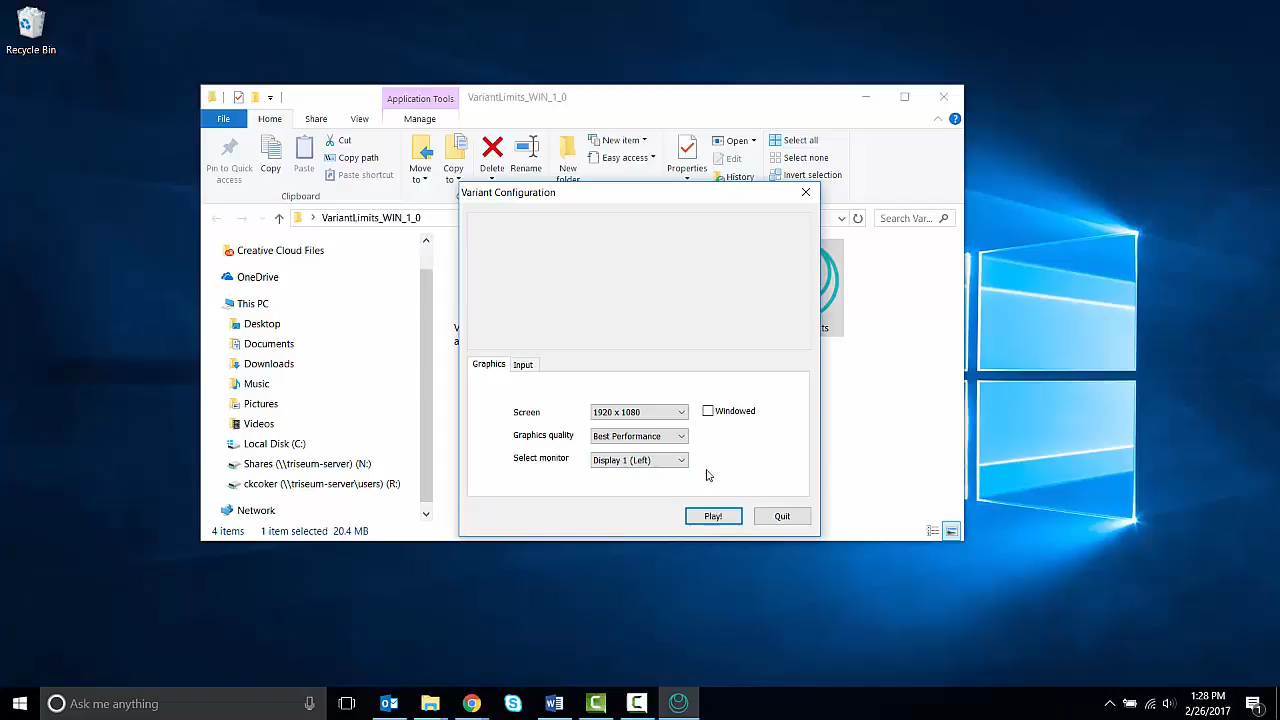 Recycle Bin
Application Tools
VariantLimits_WIN_1_0
File
Home
Share
View
Manage
Pin to Quick
access
Copy
Paste
Cut
Copy path
Paste shortcut
Clipboard
Move
to
Copy
to
Delete
Rename
New
folder
New item
Easy access
Properties
Open
Edit
History
Select all
Select none
Invert selection
VariantLimits_WIN_1_0
Search Var...
Creative Cloud Files
OneDrive
This PC
Desktop
Documents
Downloads
Music
Pictures
Videos
Local Disk (C:)
Shares (\\triseum-server) (N:)
ckcoker (\\triseum-server\users) (R:)
Network
4 items
1 item selected
20.4 MB
Variant Configuration
Graphics
Input
Screen
1920 x 1080
Windowed
Graphics quality
Best Performance
Select monitor
Display 1 (Left)
Play!
Quit
Ask me anything
1:28 PM
2/26/2017
1